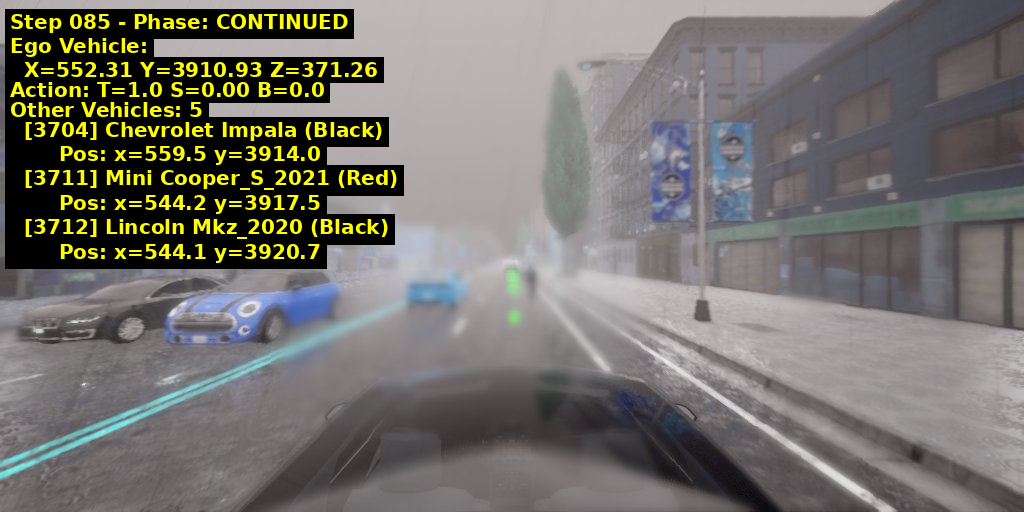 Step 085 - Phase: CONTINUED
Ego Vehicle:
X=552.31 Y=3910.93 Z=371.26
Action: T=1.0 S=0.00 B=0.0
Other Vehicles: 5
[3704] Chevrolet Impala (Black)
Pos: x=559.5 y=3914.0
[3711] Mini Cooper_S_2021 (Red)
Pos: x=544.2 y=3917.5
[3712] Lincoln Mkz_2020 (Black)
Pos: x=544.1 y=3920.7